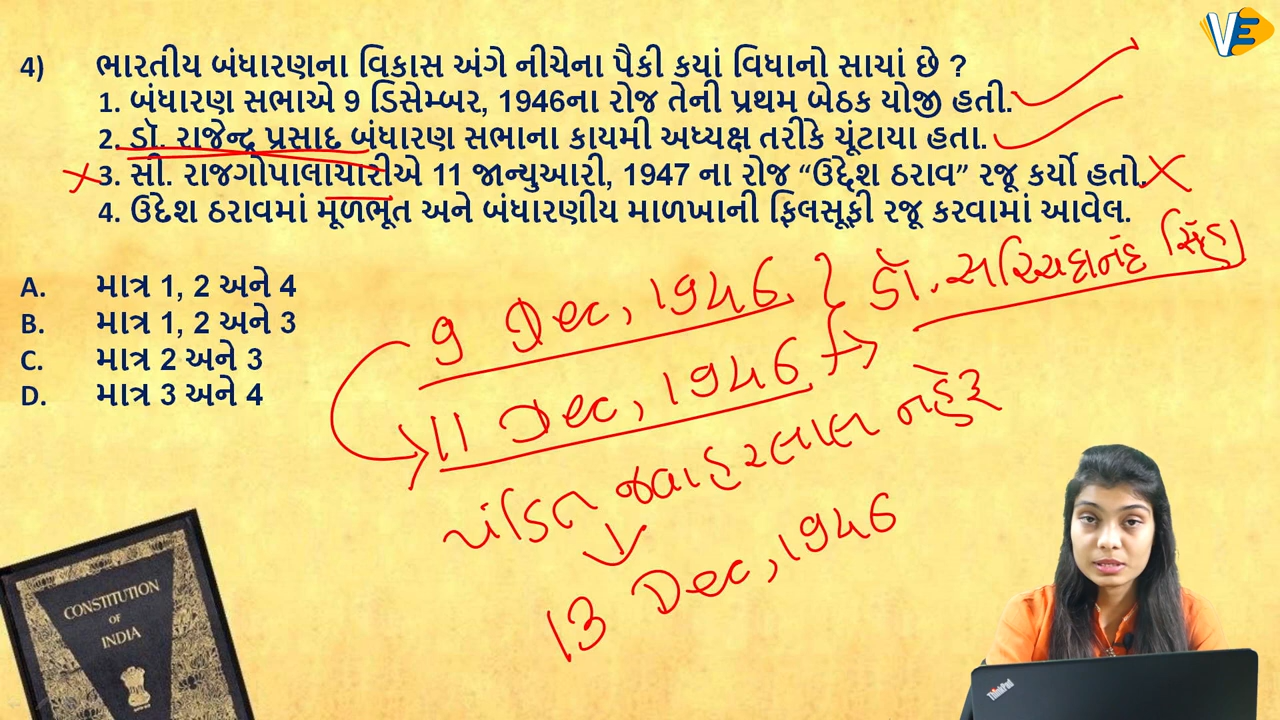 VE
4) ભારતીય બંધારણના વિકાસ અંગે નીચેના પૈકી કયાં વિધાનો સાચાં છે ?
1. બંધારણ સભાએ 9 ડિસેમ્બર, 1946ના રોજ તેની પ્રથમ બેઠક યોજી હતી.
2. ડૉ. રાજેન્દ્ર પ્રસાદ બંધારણ સભાના કાયમી અધ્યક્ષ તરીકે ચૂંટાયા હતા.
3. સી. રાજગોપાલાચારીએ 11 જાન્યુઆરી, 1947 ના રોજ “ઉદ્દેશ ઠરાવ” રજૂ કર્યો હતો.
4. ઉદેશ ઠરાવમાં મૂળભૂત અને બંધારણીય માળખાની ફિલસૂફી રજૂ કરવામાં આવેલ.
A. માત્ર 1, 2 અને 4
B. માત્ર 1, 2 અને 3
C. માત્ર 2 અને 3
D. માત્ર 3 અને 4
9 Dec, 1946 ડૉ. સચ્ચિદાનંદ સિંહા
11 Dec, 1946
પંડિત જવાહરલાલ નહેરૂ
13 Dec, 1946
CONSTITUTION
OF
INDIA
ThinkPad